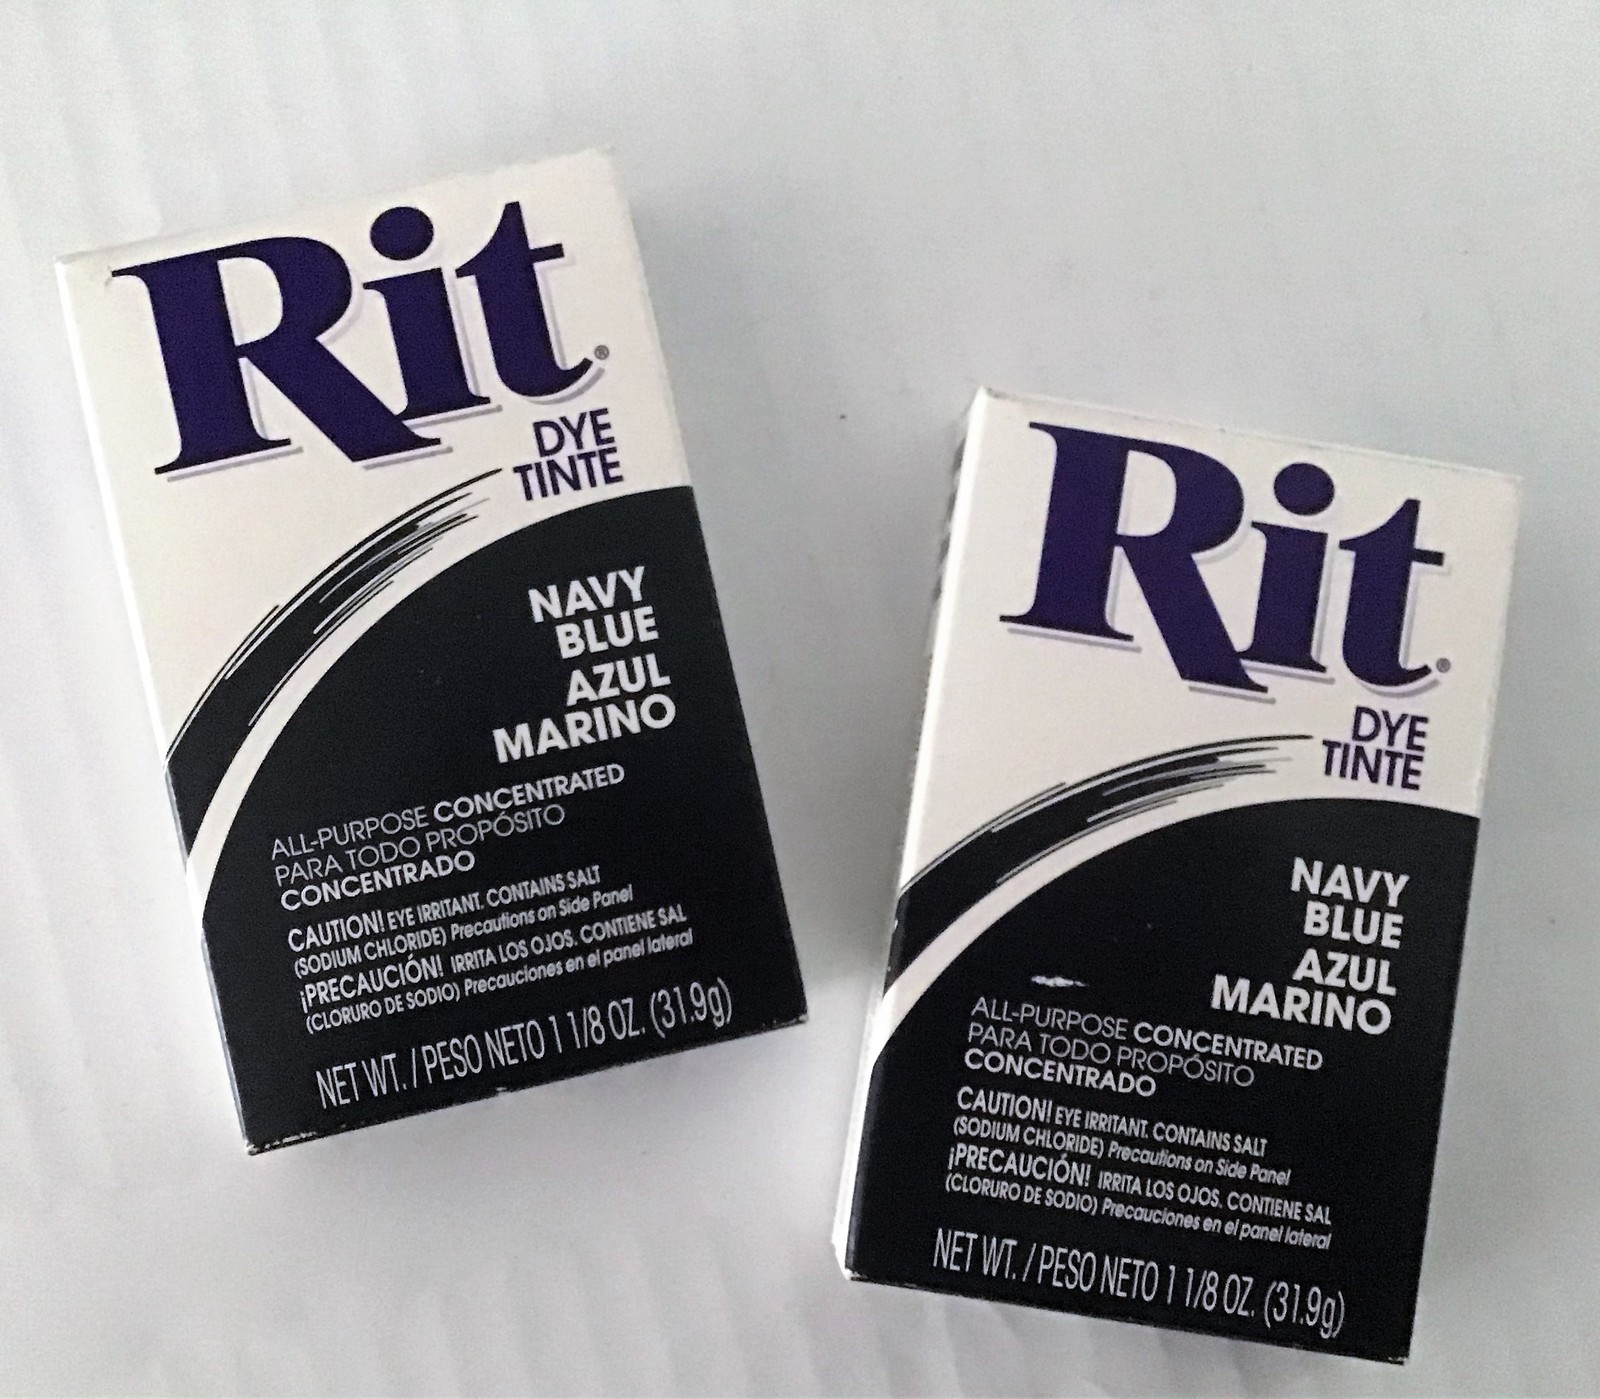 Rit®
DYE
TINTE
NAVY
BLUE
AZUL
MARINO
ALL-PURPOSE CONCENTRATED
PARA TODO PROPÓSITO
CONCENTRADO
CAUTION! EYE IRRITANT. CONTAINS SALT
(SODIUM CHLORIDE) Precautions on Side Panel
¡PRECAUCIÓN! IRRITA LOS OJOS. CONTIENE SAL
(CLORURO DE SODIO) Precauciones en el panel lateral
NET WT. / PESO NETO 1 1/8 OZ. (31.9g)
Rit®
DYE
TINTE
NAVY
BLUE
AZUL
MARINO
ALL-PURPOSE CONCENTRATED
PARA TODO PROPÓSITO
CONCENTRADO
CAUTION! EYE IRRITANT. CONTAINS SALT
(SODIUM CHLORIDE) Precautions on Side Panel
¡PRECAUCIÓN! IRRITA LOS OJOS. CONTIENE SAL
(CLORURO DE SODIO) Precauciones en el panel lateral
NET WT. / PESO NETO 1 1/8 OZ. (31.9g)